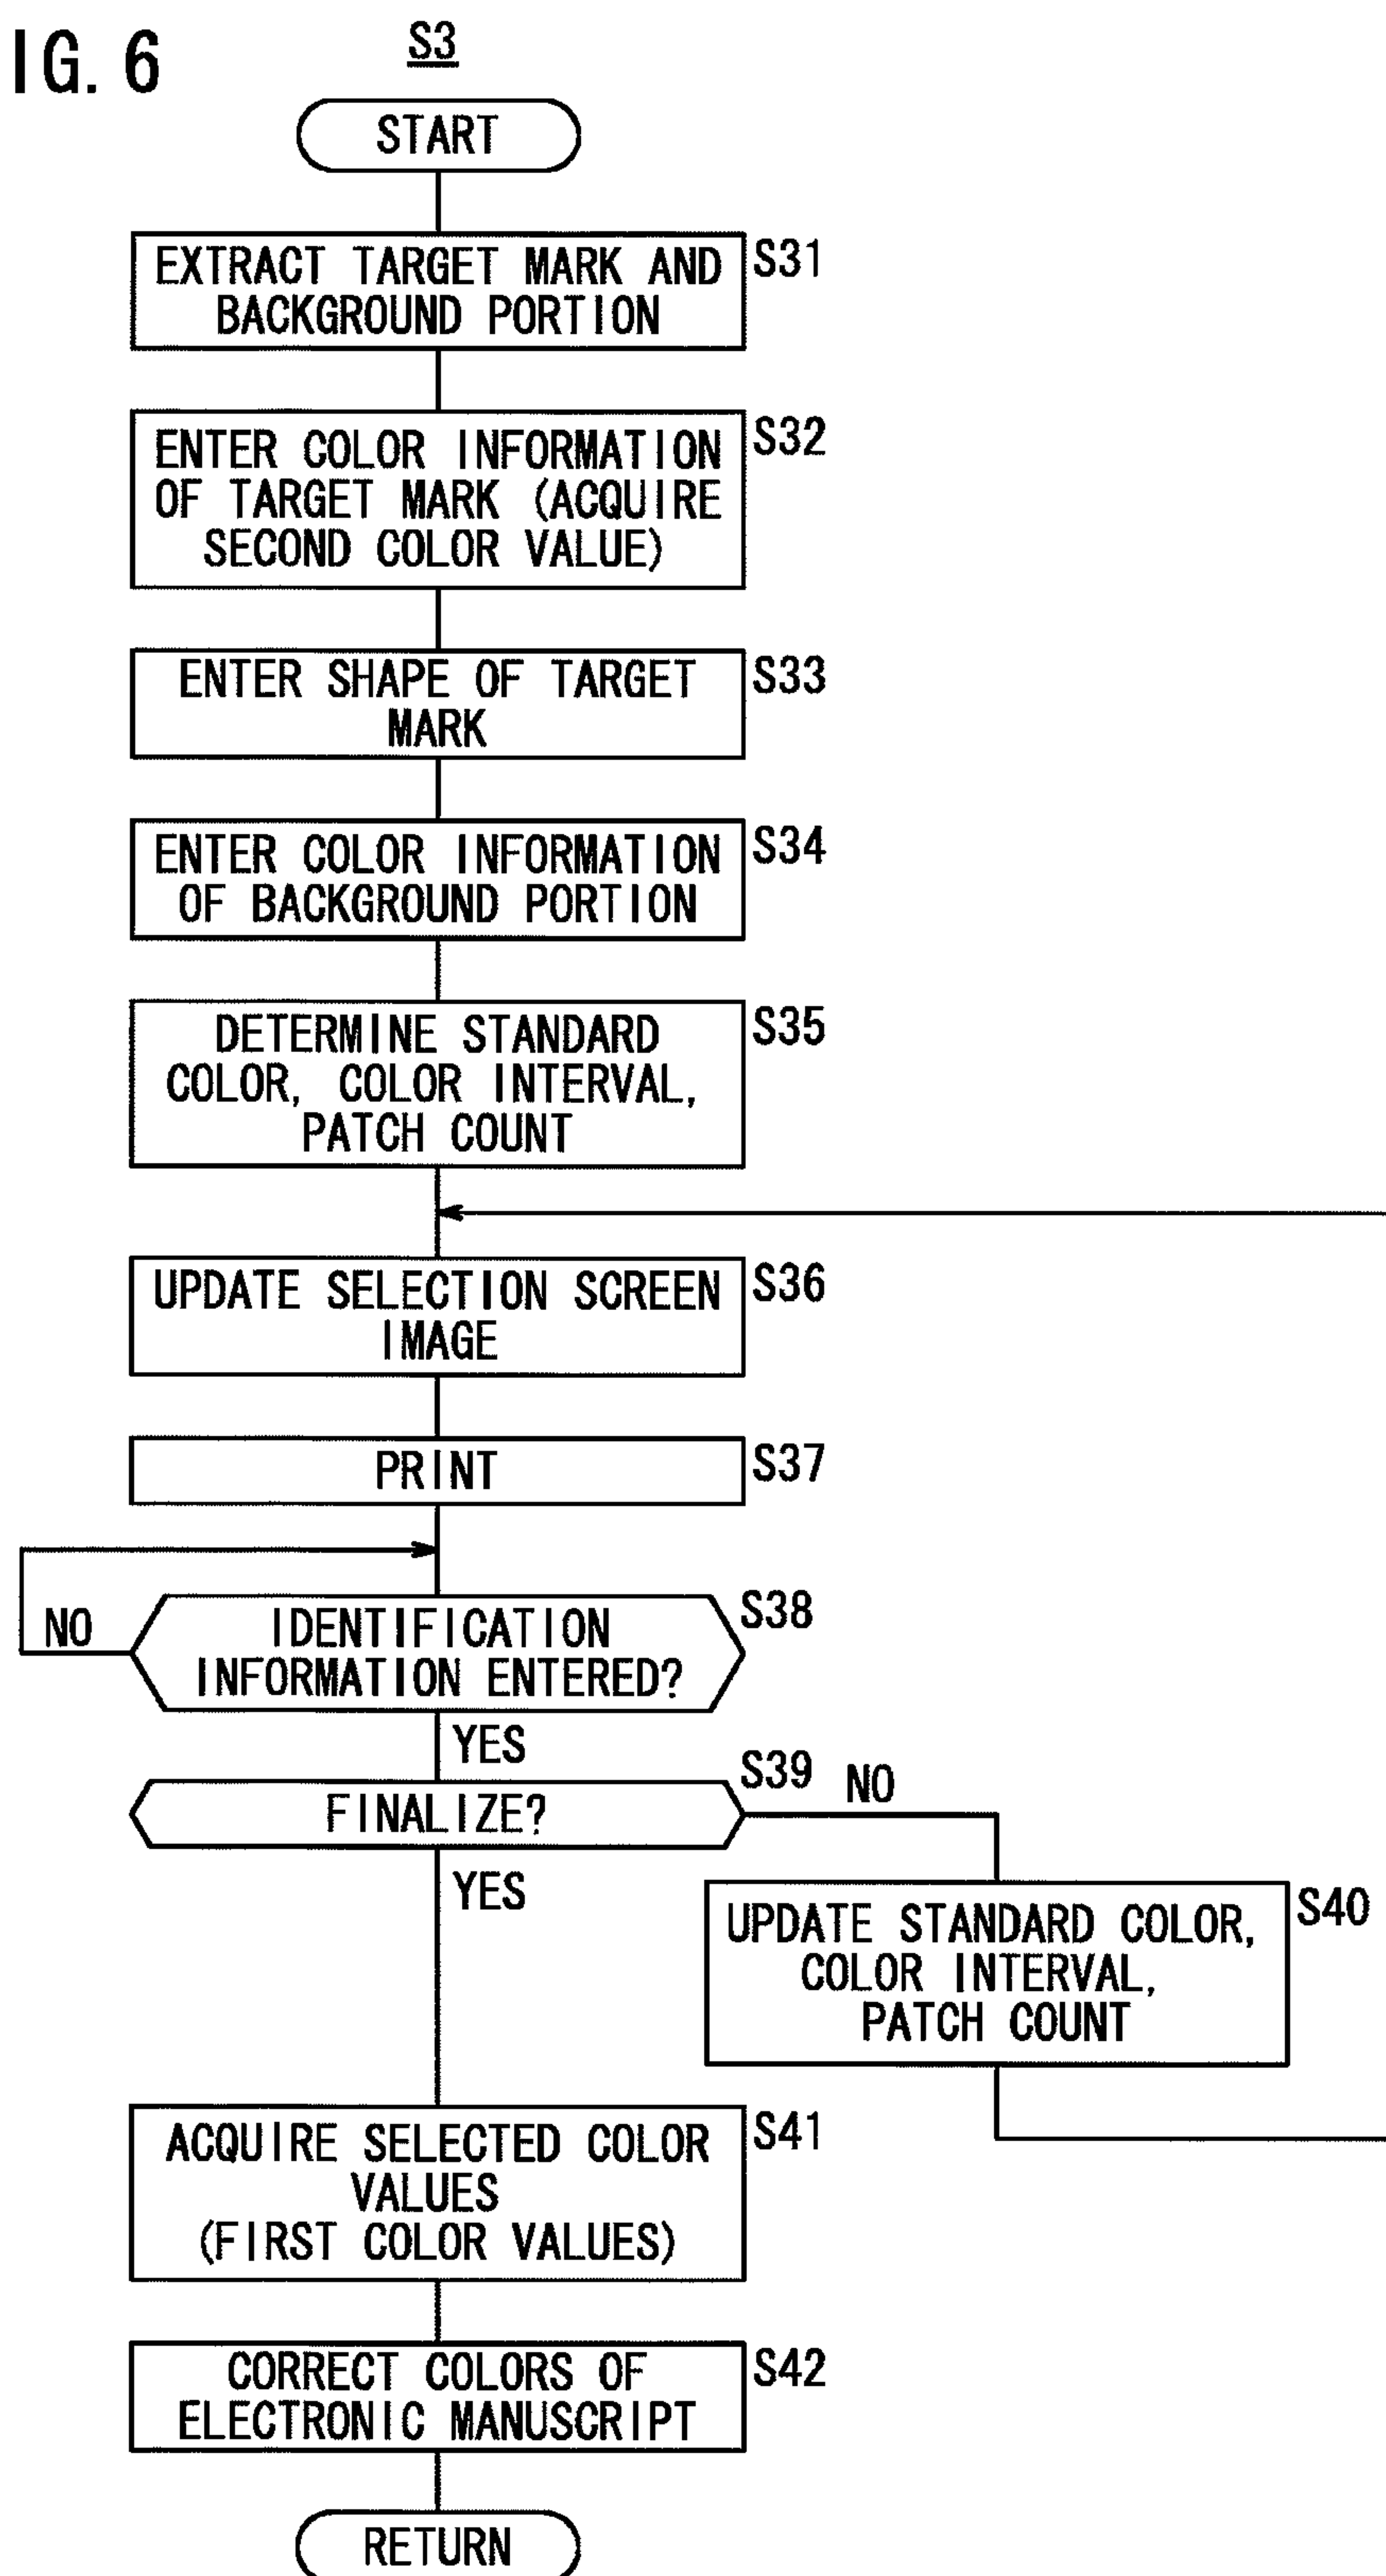 IG. 6
S3
START
EXTRACT TARGET MARK AND
BACKGROUND PORTION
S31
ENTER COLOR INFORMATION
OF TARGET MARK (ACQUIRE
SECOND COLOR VALUE)
S32
ENTER SHAPE OF TARGET
MARK
S33
ENTER COLOR INFORMATION
OF BACKGROUND PORTION
S34
DETERMINE STANDARD
COLOR, COLOR INTERVAL,
PATCH COUNT
S35
UPDATE SELECTION SCREEN
IMAGE
S36
PRINT
S37
NO
IDENTIFICATION
INFORMATION ENTERED?
S38
YES
FINALIZE?
S39
NO
YES
UPDATE STANDARD COLOR,
COLOR INTERVAL,
PATCH COUNT
S40
ACQUIRE SELECTED COLOR
VALUES
(FIRST COLOR VALUES)
S41
CORRECT COLORS OF
ELECTRONIC MANUSCRIPT
S42
RETURN